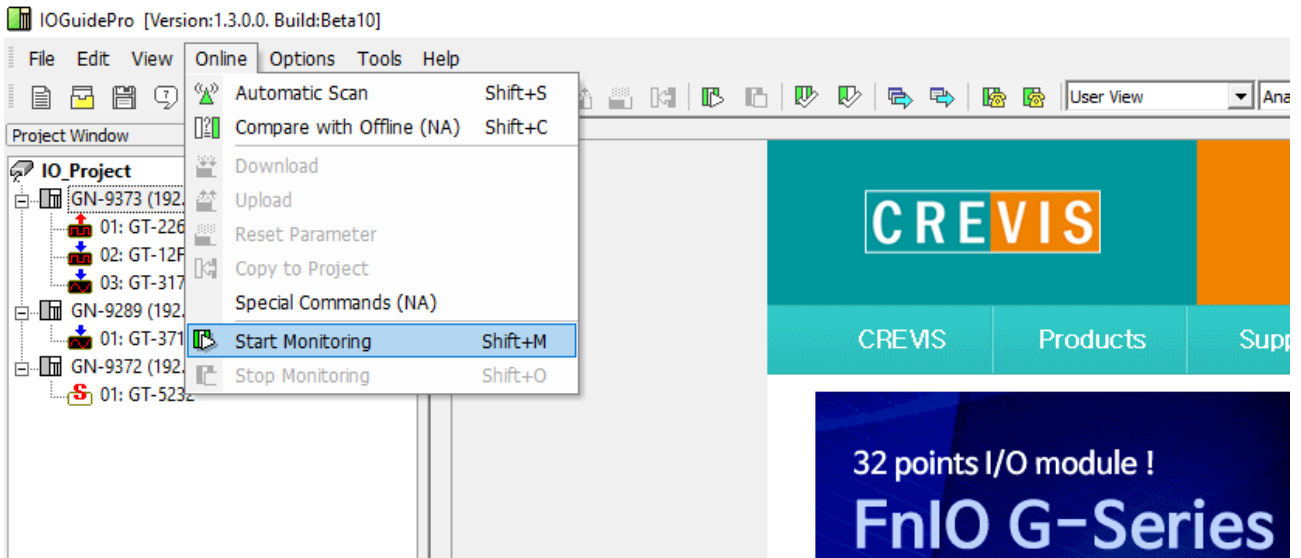 IOGuidePro [Version:1.3.0.0. Build:Beta10]
File Edit View Online Options Tools Help
User View
Ana
Project Window
IO_Project
GN-9373 (192.
01: GT-226
02: GT-12F
03: GT-317
GN-9289 (192.
01: GT-371
GN-9372 (192.
01: GT-5232
Automatic Scan Shift+S
Compare with Offline (NA) Shift+C
Download
Upload
Reset Parameter
Copy to Project
Special Commands (NA)
Start Monitoring Shift+M
Stop Monitoring Shift+O
CREVIS
CREVIS Products Supp
32 points I/O module !
FnIO G-Series